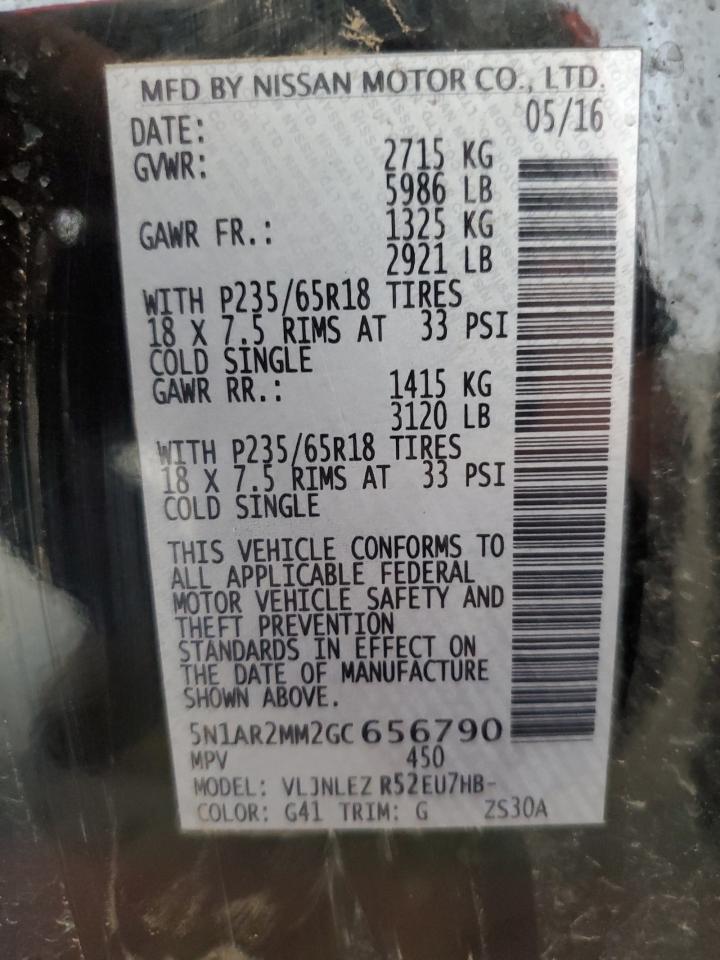 MFD BY NISSAN MOTOR CO., LTD.
DATE: 05/16
GVWR: 2715 KG
5986 LB
GAWR FR.: 1325 KG
2921 LB
WITH P235/65R18 TIRES
18 X 7.5 RIMS AT 33 PSI
COLD SINGLE
GAWR RR.: 1415 KG
3120 LB
WITH P235/65R18 TIRES
18 X 7.5 RIMS AT 33 PSI
COLD SINGLE
THIS VEHICLE CONFORMS TO
ALL APPLICABLE FEDERAL
MOTOR VEHICLE SAFETY AND
THEFT PREVENTION
STANDARDS IN EFFECT ON
THE DATE OF MANUFACTURE
SHOWN ABOVE.
5N1AR2MM2GC656790
MPV 450
MODEL: VLJNLEZ R52EU7HB-
COLOR: G41 TRIM: G ZS30A